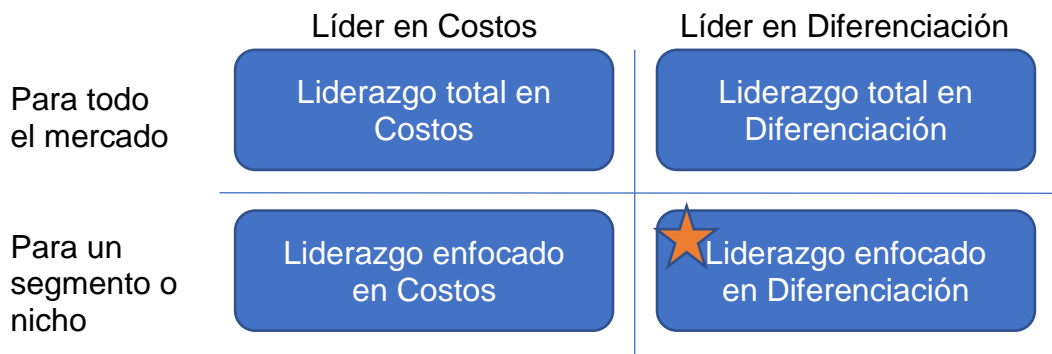 Líder en Costos
Líder en Diferenciación
Para todo
el mercado
Liderazgo total en
Costos
Liderazgo total en
Diferenciación
Para un
segmento o
nicho
Liderazgo enfocado
en Costos
Liderazgo enfocado
en Diferenciación